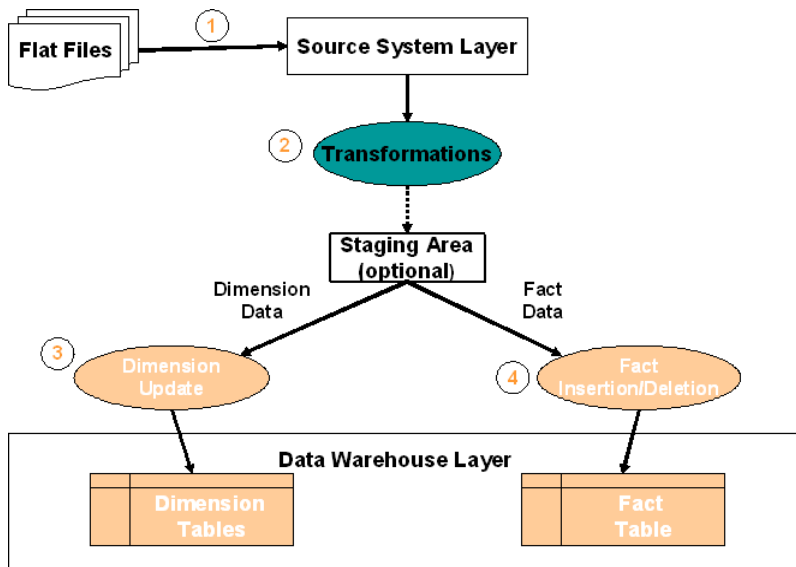 1
Flat Files
Source System Layer
2
Transformations
Staging Area
(optional)
Dimension
Data
Fact
Data
3
Dimension
Update
4
Fact
Insertion/Deletion
Data Warehouse Layer
Dimension
Tables
Fact
Table